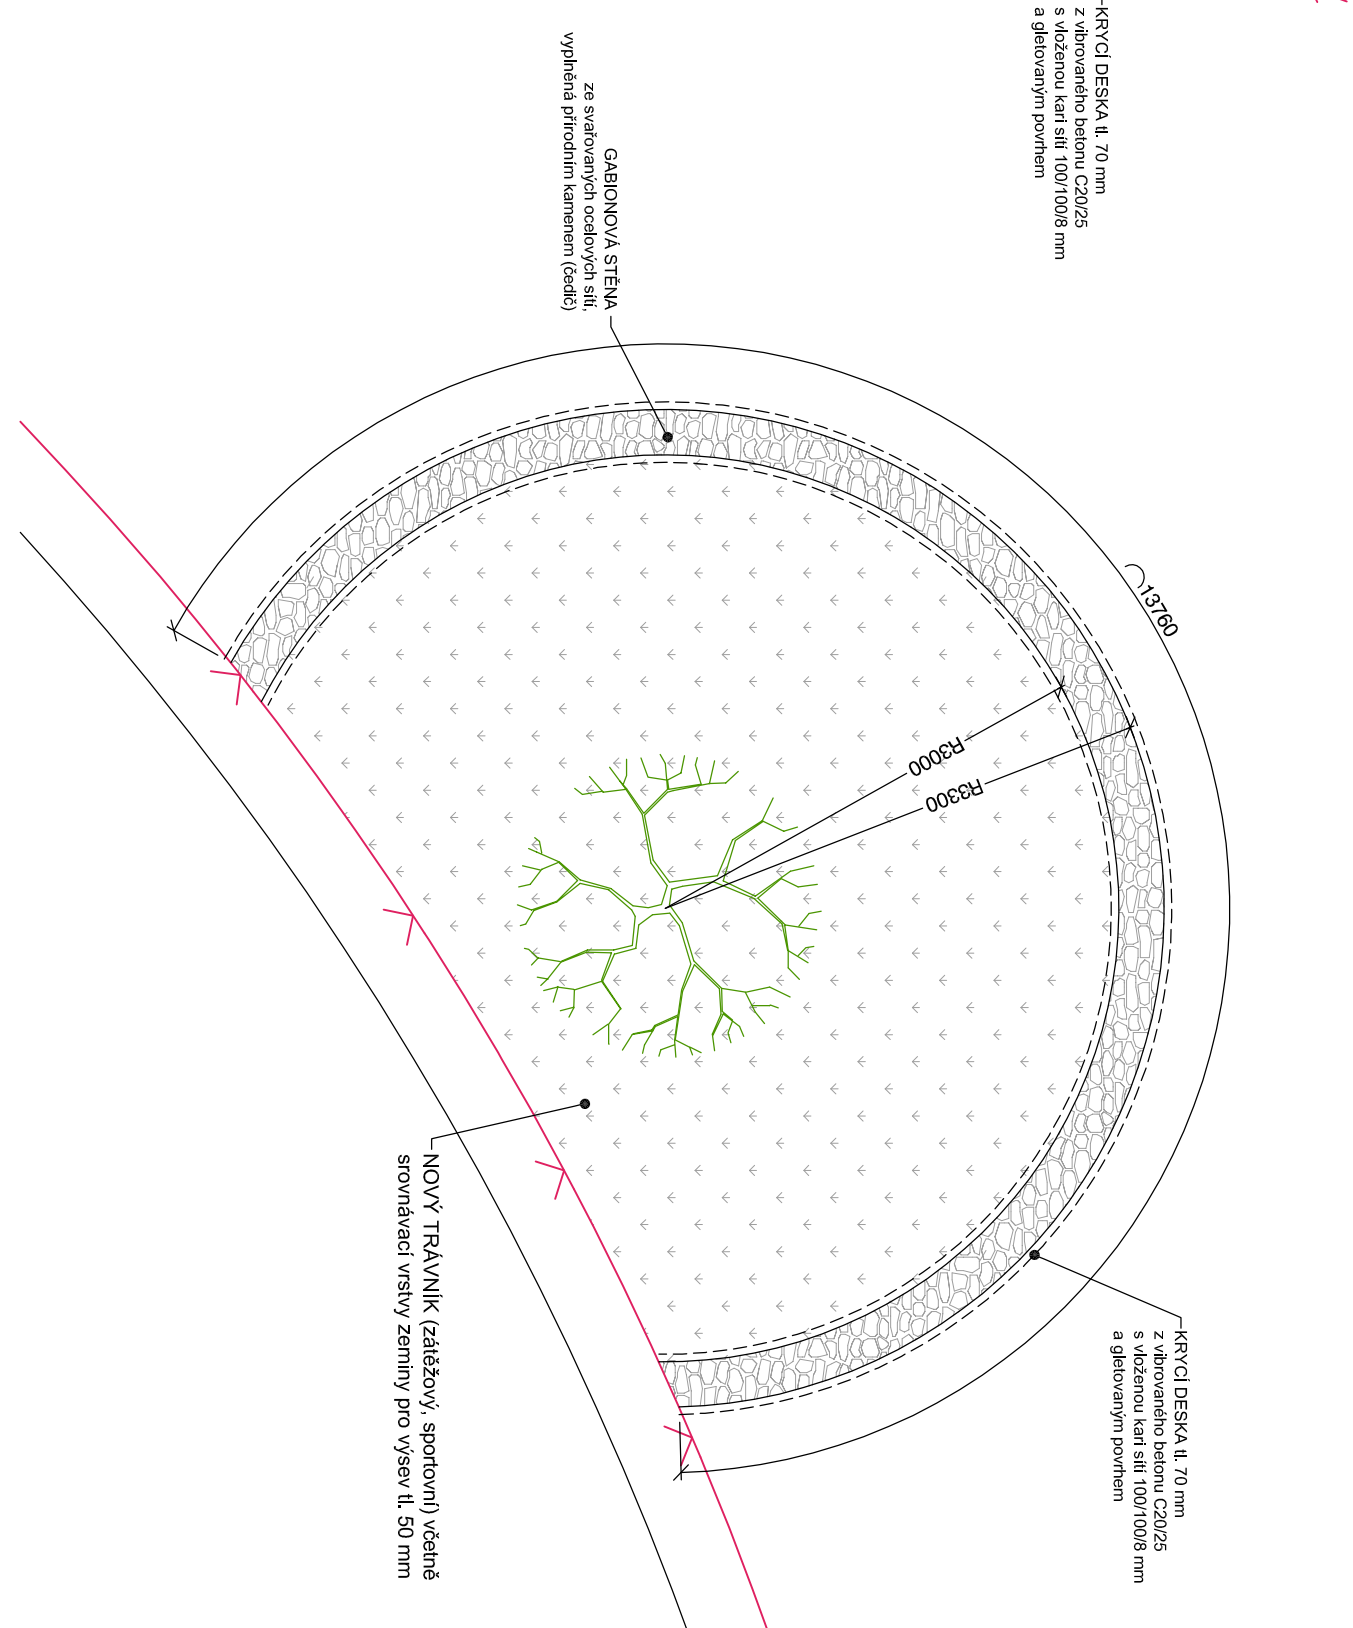 KRYCÍ DESKA tl. 70 mm
z vibrovaného betonu C20/25
s vloženou kari sítí 100/100/8 mm
a gletovaným povrhem
GABIONOVÁ STĚNA
ze svařovaných ocelových sítí,
vyplněná přírodním kamenem (čedič)
13760
R3000
R3300
KRYCÍ DESKA tl. 70 mm
z vibrovaného betonu C20/25
s vloženou kari sítí 100/100/8 mm
a gletovaným povrhem
NOVÝ TRÁVNÍK (zátěžový, sportovní) včetně
srovnávací vrstvy zeminy pro výsev tl. 50 mm